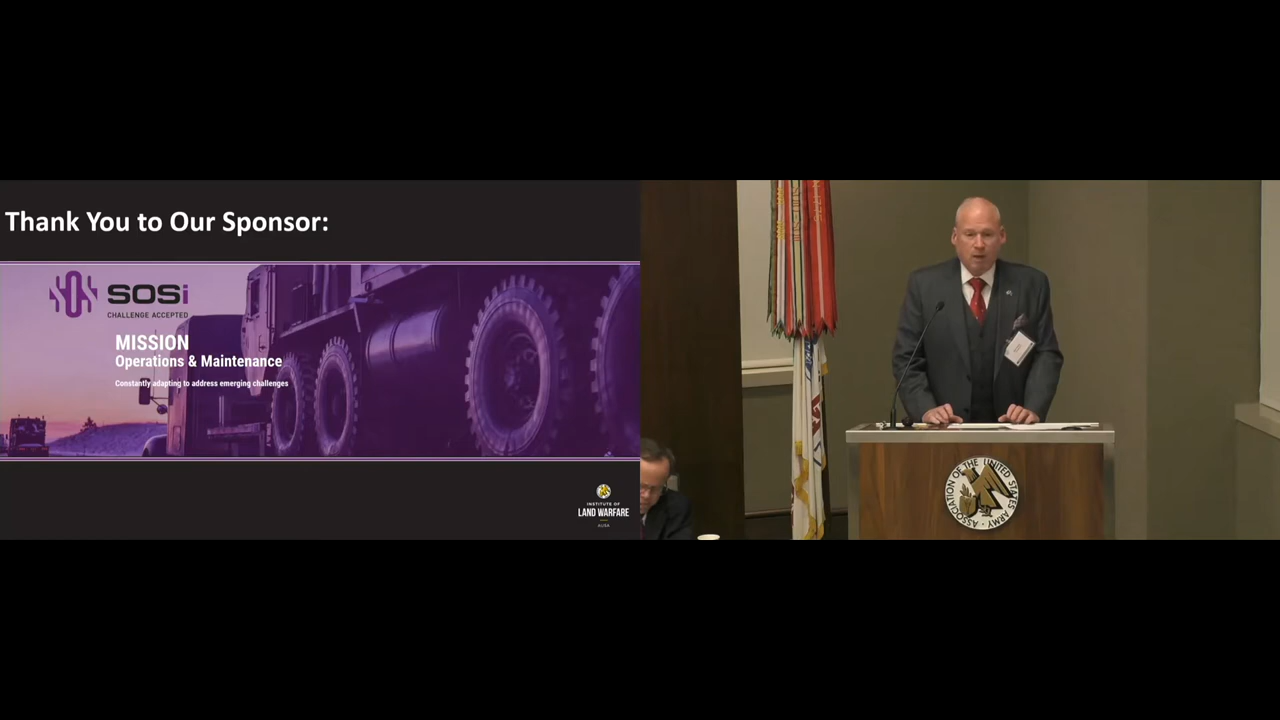 Thank You to Our Sponsor:
SOSi
CHALLENGE ACCEPTED
MISSION
Operations & Maintenance
Constantly adapting to address emerging challenges
INSTITUTE OF
LAND WARFARE
AUSA
ASSOCIATION OF THE UNITED STATES ARMY